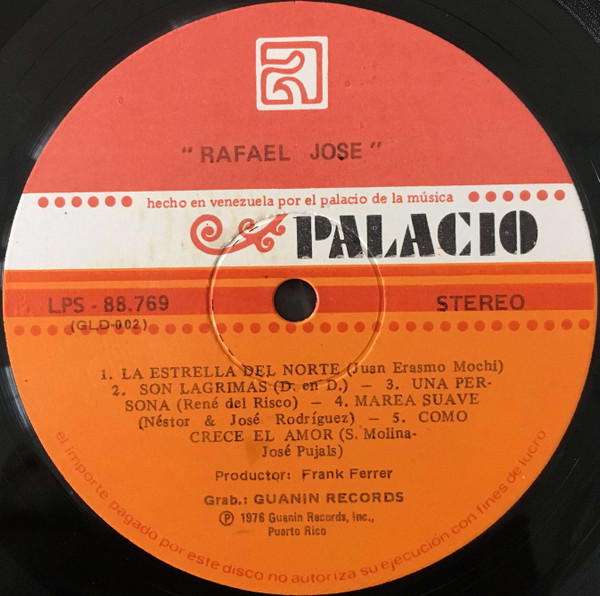 "RAFAEL JOSE"
hecho en venezuela por el palacio de la música
PALACIO
LPS - 88.769
STEREO
(GLD-002)
1. LA ESTRELLA DEL NORTE (Juan Erasmo Mochi)
2. SON LAGRIMAS (D. en D.) — 3. UNA PER-
SONA (René del Risco) — 4. MAREA SUAVE
(Néstor & José Rodríguez) — 5. COMO
CRECE EL AMOR (S. Molina-
José Pujals)
Productor: Frank Ferrer
Grab.: GUANIN RECORDS
Ⓟ 1976 Guanin Records, Inc.,
Puerto Rico
el importe pagado por este disco no autoriza su ejecución con fines de lucro